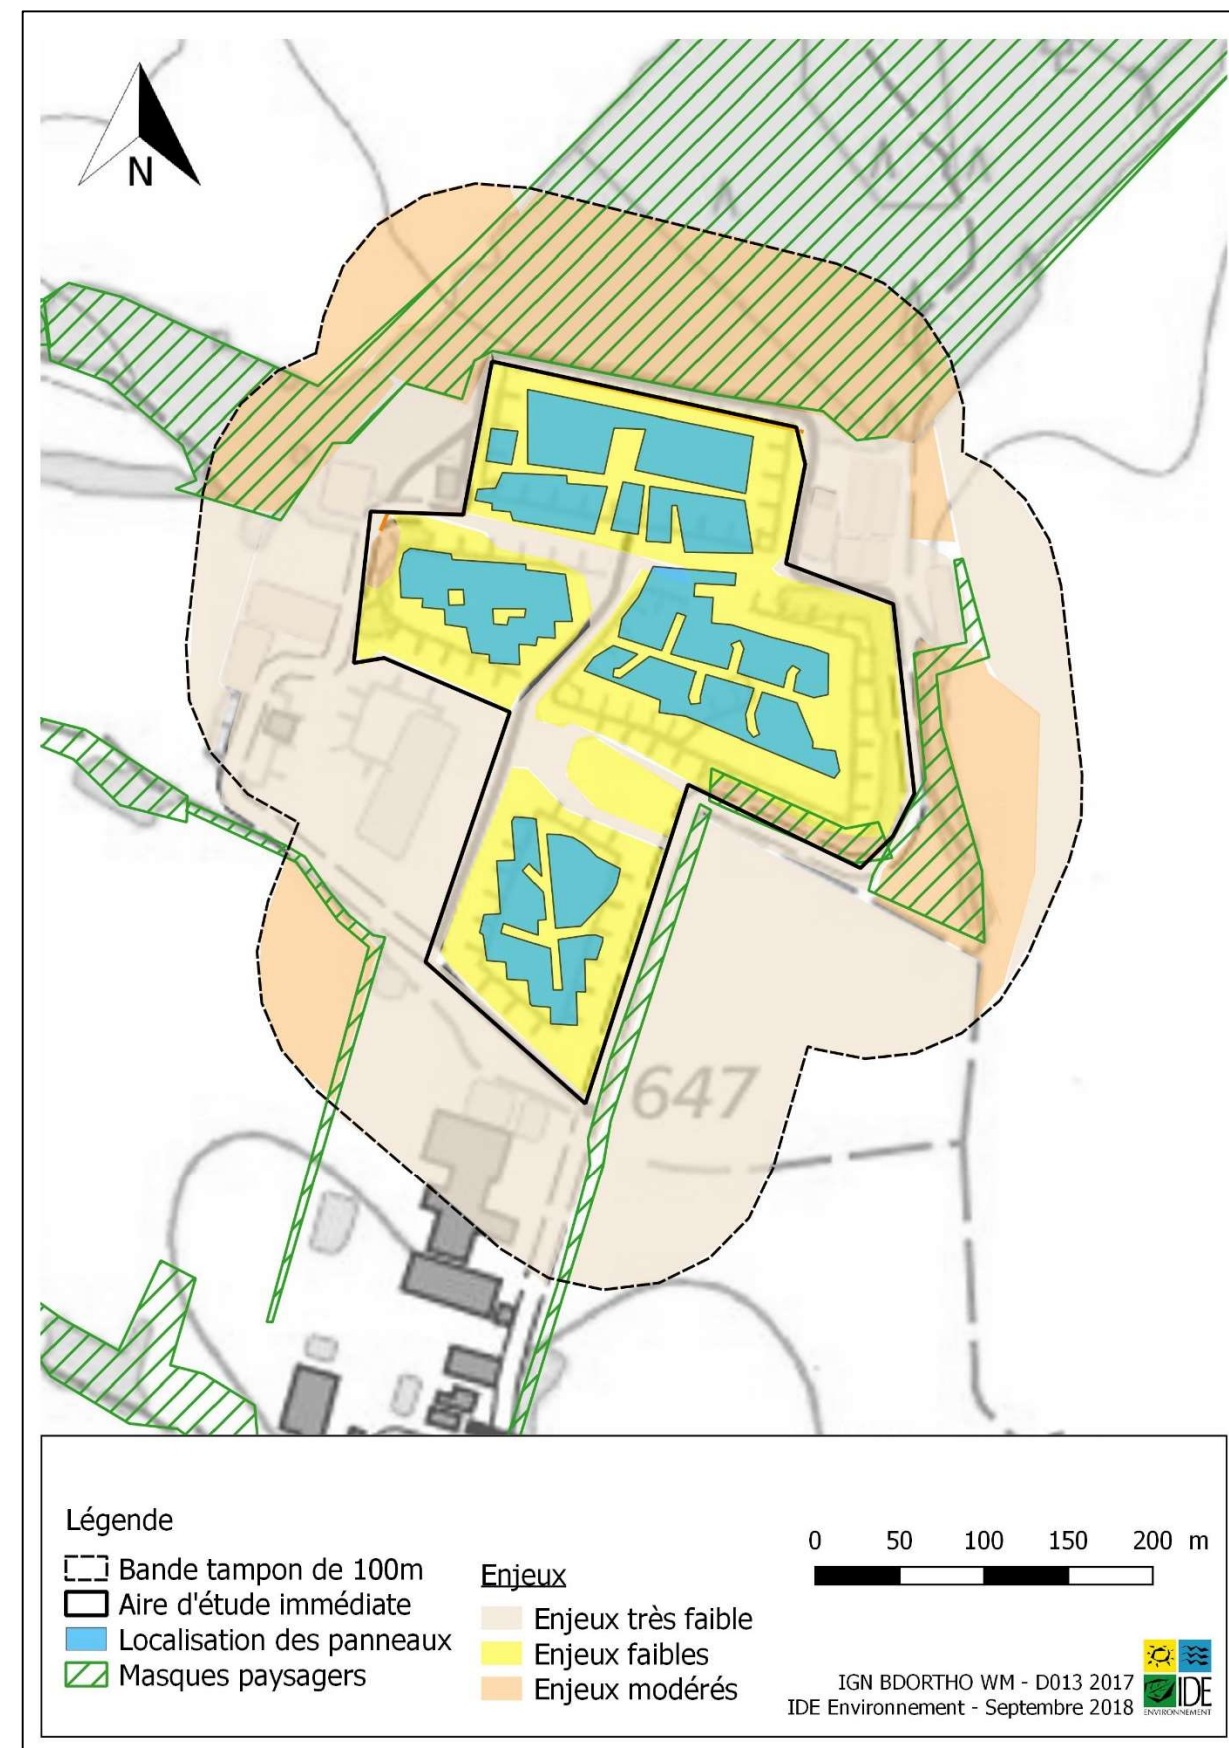 N
647
Légende
Bande tampon de 100m
Aire d'étude immédiate
Localisation des panneaux
Masques paysagers
Enjeux
Enjeux très faible
Enjeux faibles
Enjeux modérés
0 50 100 150 200 m
IGN BDORTHO WM - D013 2017
IDE Environnement - Septembre 2018
IDE
ENVIRONNEMENT